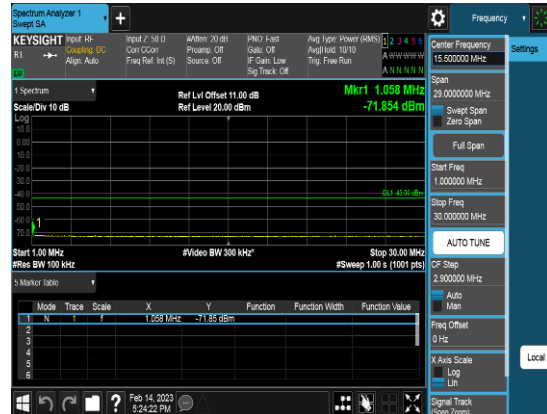 Spectrum Analyzer 1
Swept SA
Frequency
KEYSIGHT
R1
LXI
Input: RF
Coupling: DC
Align: Auto
Input Z: 50 Ω
Corr CCorr
Freq Ref: Int (S)
#Atten: 20 dB
Preamp: Off
Source: Off
PNO: Fast
Gate: Off
IF Gain: Low
Sig Track: Off
Avg Type: Power (RMS)
Avg|Hold: 10/10
Trig: Free Run
1 2 3 4 5 6
A W W W W W
A N N N N N
1 Spectrum
Scale/Div 10 dB
Log
Ref Lvl Offset 11.00 dB
Ref Level 20.00 dBm
Mkr1 1.058 MHz
-71.854 dBm
10.0
0.00
-10.0
-20.0
-30.0
-40.0
-50.0
-60.0
-70.0
DL1 -43.00 dBm
1
Start 1.00 MHz
#Res BW 100 kHz
#Video BW 300 kHz*
Stop 30.00 MHz
#Sweep 1.00 s (1001 pts)
5 Marker Table
Mode Trace Scale X Y Function Function Width Function Value
1 N 1 f 1.058 MHz -71.85 dBm
2
3
4
5
6
Feb 14, 2023
5:24:22 PM
Center Frequency
15.500000 MHz
Settings
Span
29.0000000 MHz
Swept Span
Zero Span
Full Span
Start Freq
1.000000 MHz
Stop Freq
30.000000 MHz
AUTO TUNE
CF Step
2.900000 MHz
Auto
Man
Freq Offset
0 Hz
X Axis Scale
Log
Lin
Local
Signal Track
(Span Zoom)